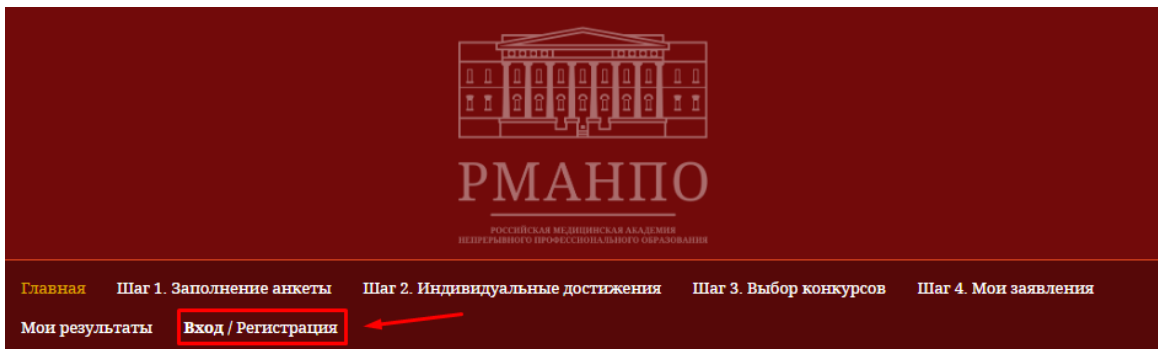 РМАНПО
РОССИЙСКАЯ МЕДИЦИНСКАЯ АКАДЕМИЯ
НЕПРЕРЫВНОГО ПРОФЕССИОНАЛЬНОГО ОБРАЗОВАНИЯ
Главная Шаг 1. Заполнение анкеты Шаг 2. Индивидуальные достижения Шаг 3. Выбор конкурсов Шаг 4. Мои заявления
Мои результаты Вход / Регистрация